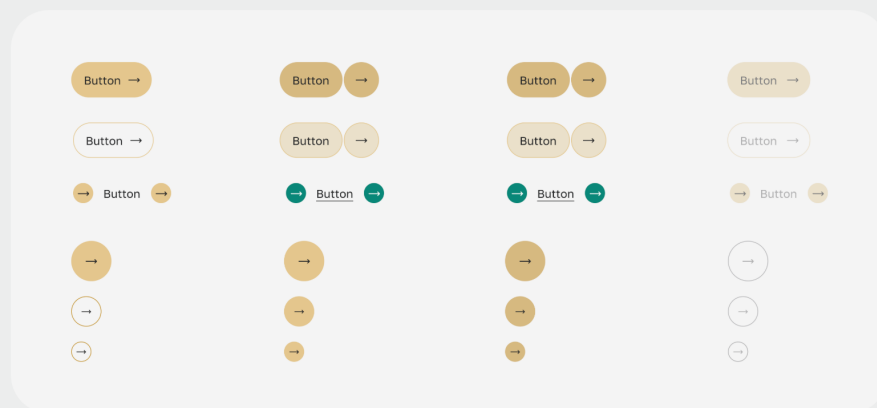 Button → Button → Button → Button →
Button → Button → Button → Button →
→ Button → → Button → → Button → → Button →
→ → → →
→ → → →
→ → → →